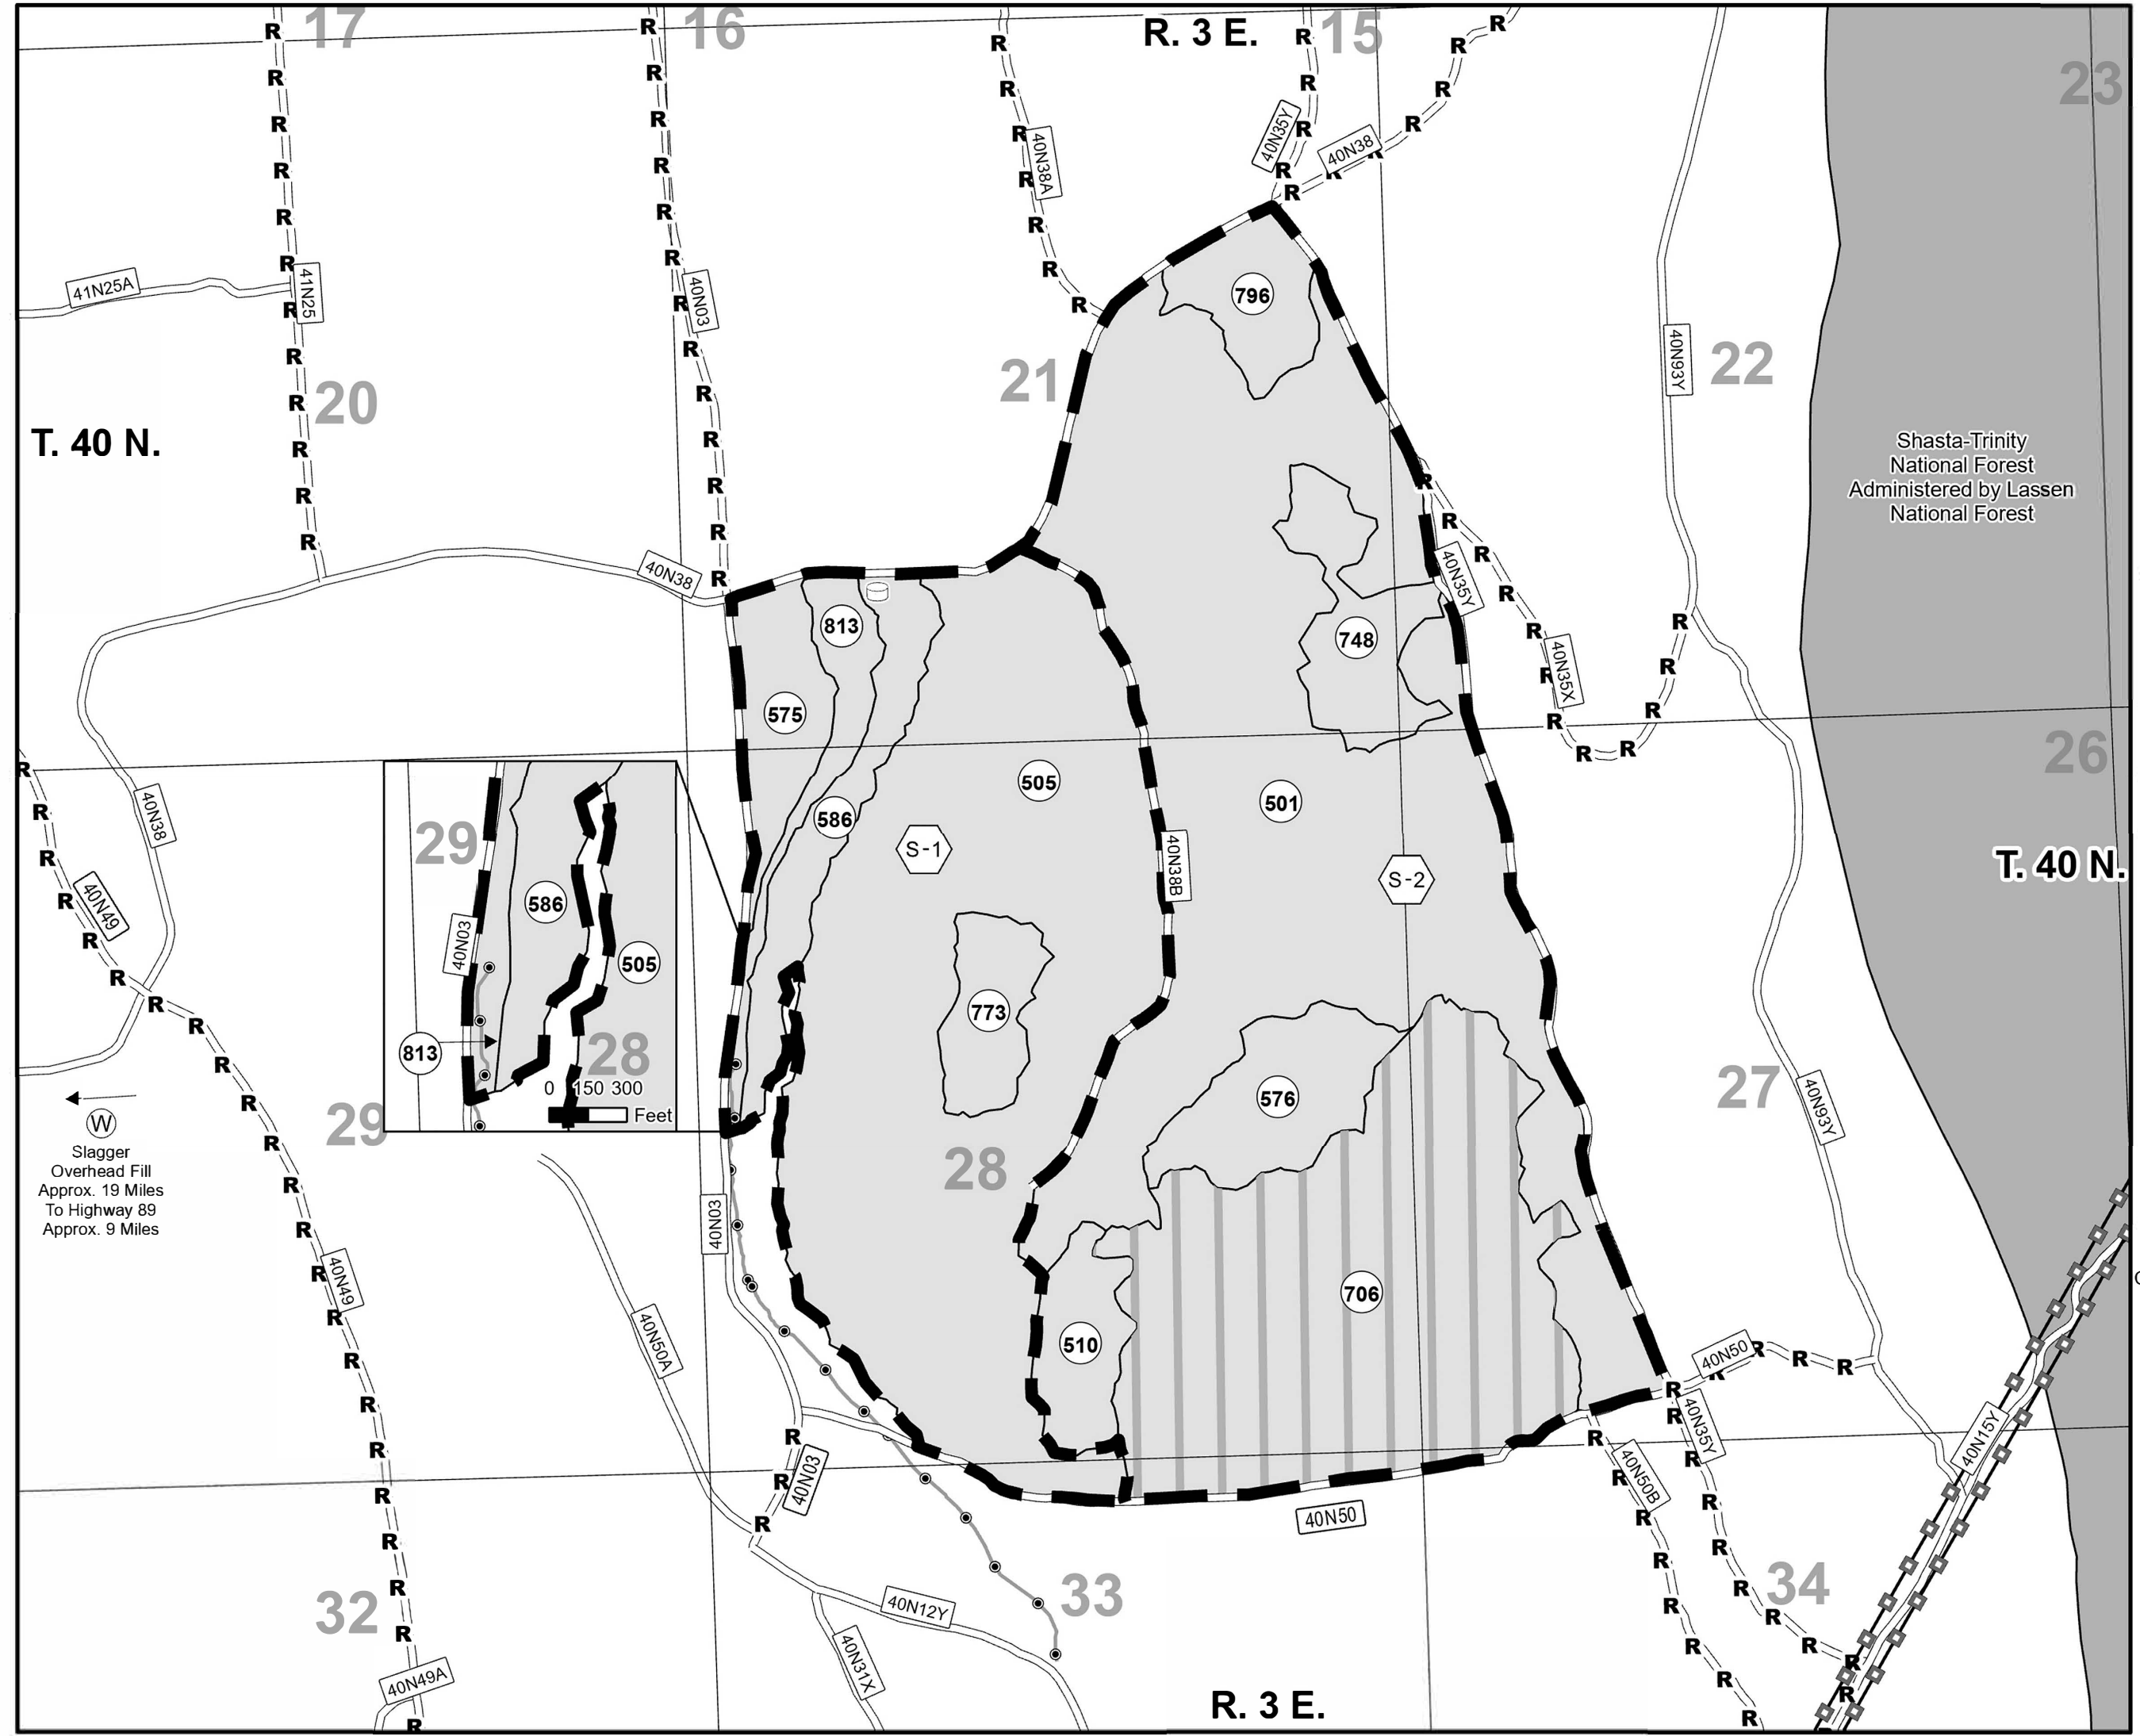 17
16
R. 3 E.
15
23
40N35Y
40N38
40N38A
41N25A
41N25
40N03
21
796
40N93Y
22
20
T. 40 N.
Shasta-Trinity
National Forest
Administered by Lassen
National Forest
40N38
40N35Y
813
748
40N35X
575
26
505
501
586
40N38
S-1
40N38B
S-2
T. 40 N.
29
586
40N49
40N03
505
773
813
28
0 150 300
Feet
576
27
40N93Y
W
Slagger
Overhead Fill
Approx. 19 Miles
To Highway 89
Approx. 9 Miles
29
28
40N03
40N49
706
40N50A
510
40N50
40N35Y
40N15Y
40N03
40N50B
40N50
32
33
34
40N12Y
40N31X
40N49A
R. 3 E.